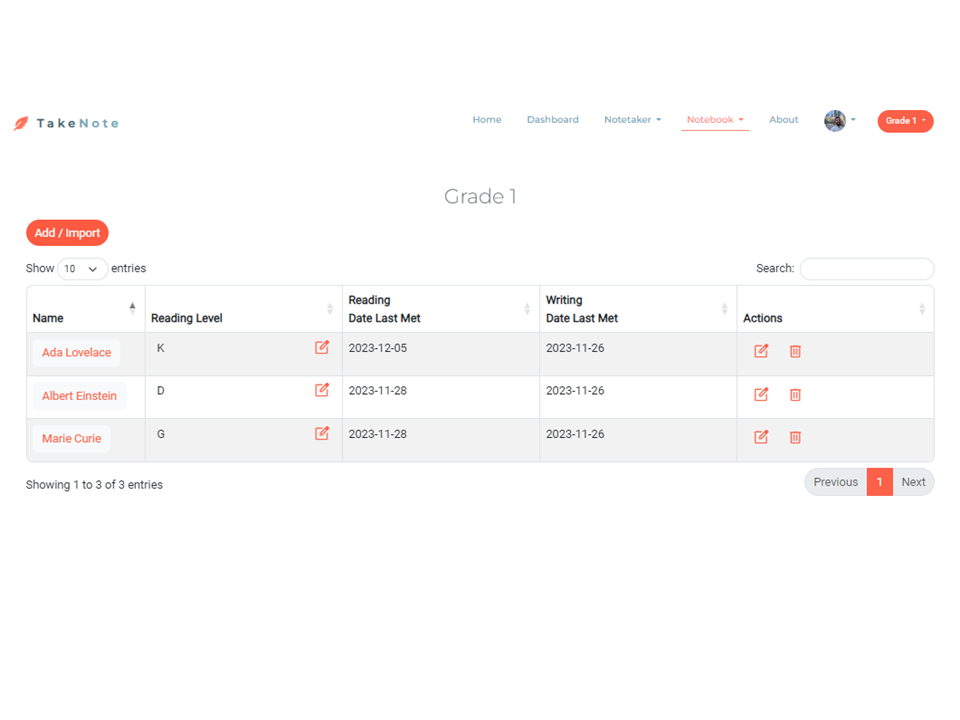 TakeNote
Home Dashboard Notetaker Notebook About Grade 1
Grade 1
Add / Import
Show 10 entries Search:
Reading Writing
Name Reading Level Date Last Met Date Last Met Actions
Ada Lovelace K 2023-12-05 2023-11-26
Albert Einstein D 2023-11-28 2023-11-26
Marie Curie G 2023-11-28 2023-11-26
Showing 1 to 3 of 3 entries Previous 1 Next